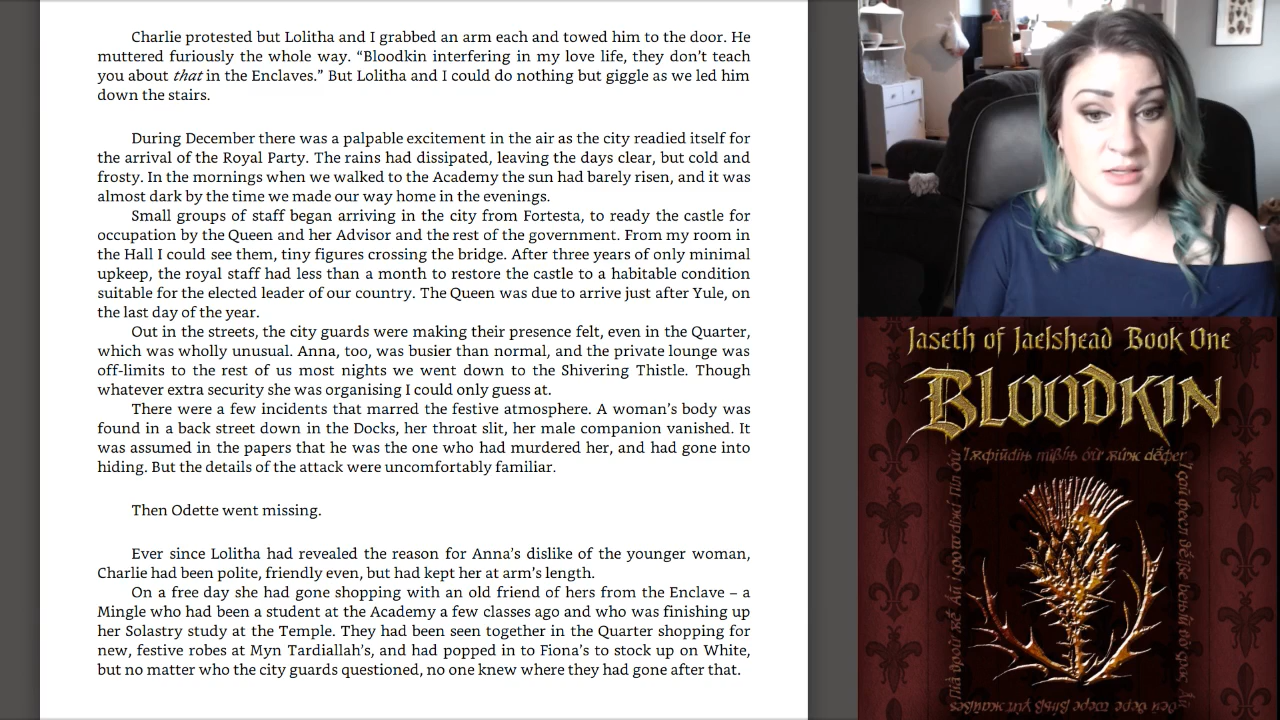 Charlie protested but Lolitha and I grabbed an arm each and towed him to the door. He
muttered furiously the whole way. “Bloodkin interfering in my love life, they don’t teach
you about that in the Enclaves.” But Lolitha and I could do nothing but giggle as we led him
down the stairs.
During December there was a palpable excitement in the air as the city readied itself for
the arrival of the Royal Party. The rains had dissipated, leaving the days clear, but cold and
frosty. In the mornings when we walked to the Academy the sun had barely risen, and it was
almost dark by the time we made our way home in the evenings.
Small groups of staff began arriving in the city from Fortesta, to ready the castle for
occupation by the Queen and her Advisor and the rest of the government. From my room in
the Hall I could see them, tiny figures crossing the bridge. After three years of only minimal
upkeep, the royal staff had less than a month to restore the castle to a habitable condition
suitable for the elected leader of our country. The Queen was due to arrive just after Yule, on
the last day of the year.
Out in the streets, the city guards were making their presence felt, even in the Quarter,
which was wholly unusual. Anna, too, was busier than normal, and the private lounge was
off-limits to the rest of us most nights we went down to the Shivering Thistle. Though
whatever extra security she was organising I could only guess at.
There were a few incidents that marred the festive atmosphere. A woman’s body was
found in a back street down in the Docks, her throat slit, her male companion vanished. It
was assumed in the papers that he was the one who had murdered her, and had gone into
hiding. But the details of the attack were uncomfortably familiar.
Then Odette went missing.
Ever since Lolitha had revealed the reason for Anna’s dislike of the younger woman,
Charlie had been polite, friendly even, but had kept her at arm’s length.
On a free day she had gone shopping with an old friend of hers from the Enclave – a
Mingle who had been a student at the Academy a few classes ago and who was finishing up
her Solastry study at the Temple. They had been seen together in the Quarter shopping for
new, festive robes at Myn Tardiallah’s, and had popped in to Fiona’s to stock up on White,
but no matter who the city guards questioned, no one knew where they had gone after that.
Jaseth of Jaelshead Book One
BLOODKIN